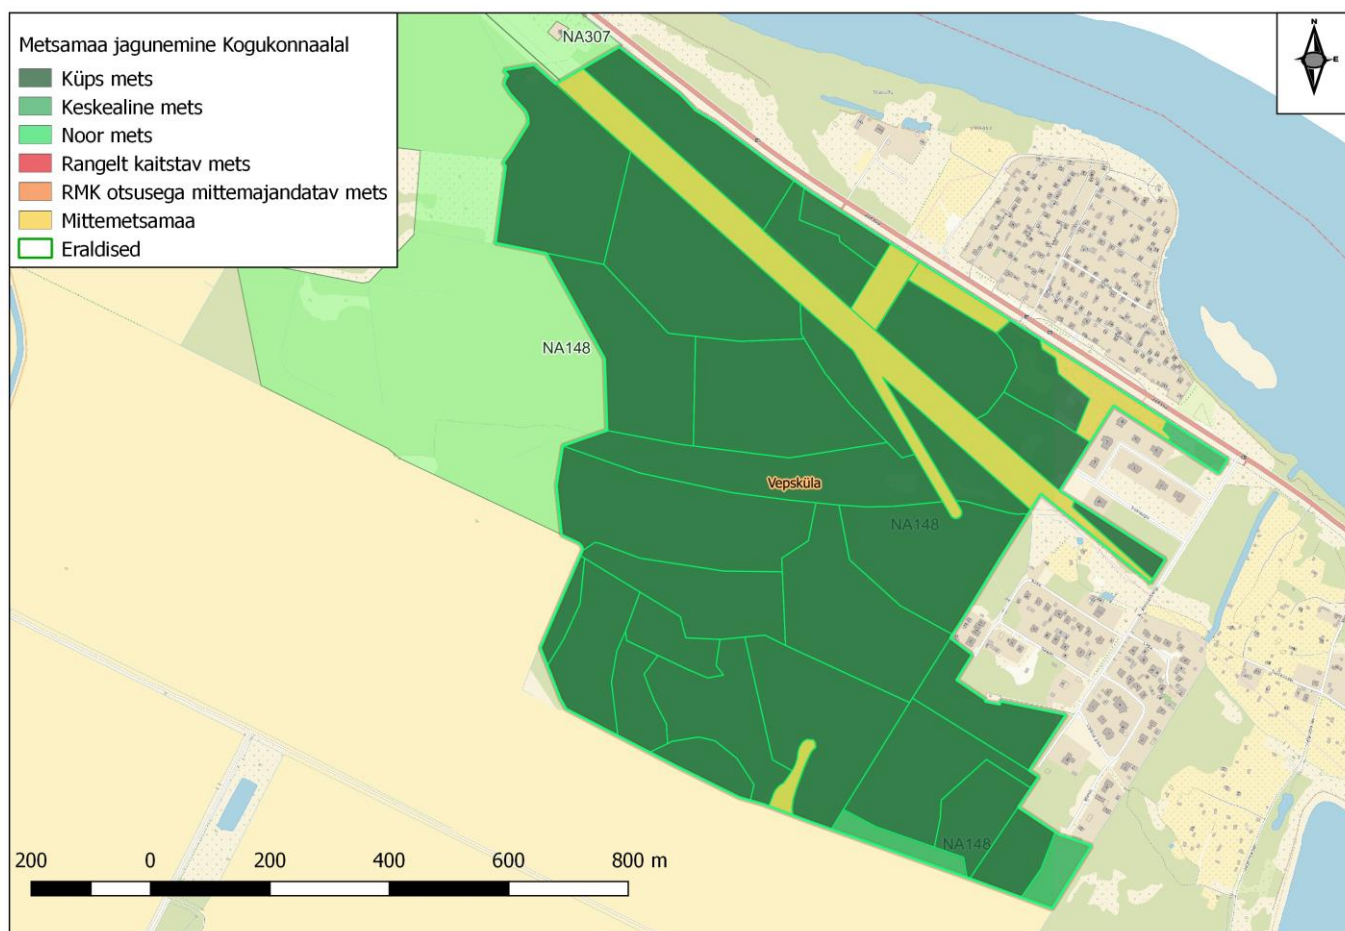 Metsamaa jagunemine Kogukonnaalal
Küps mets
Keskealine mets
Noor mets
Rangelt kaitstav mets
RMK otsusega mittemajandatav mets
Mittemetsamaa
Eraldised
NA307
N
E
NA148
Vepsküla
NA148
NA148
200 0 200 400 600 800 m